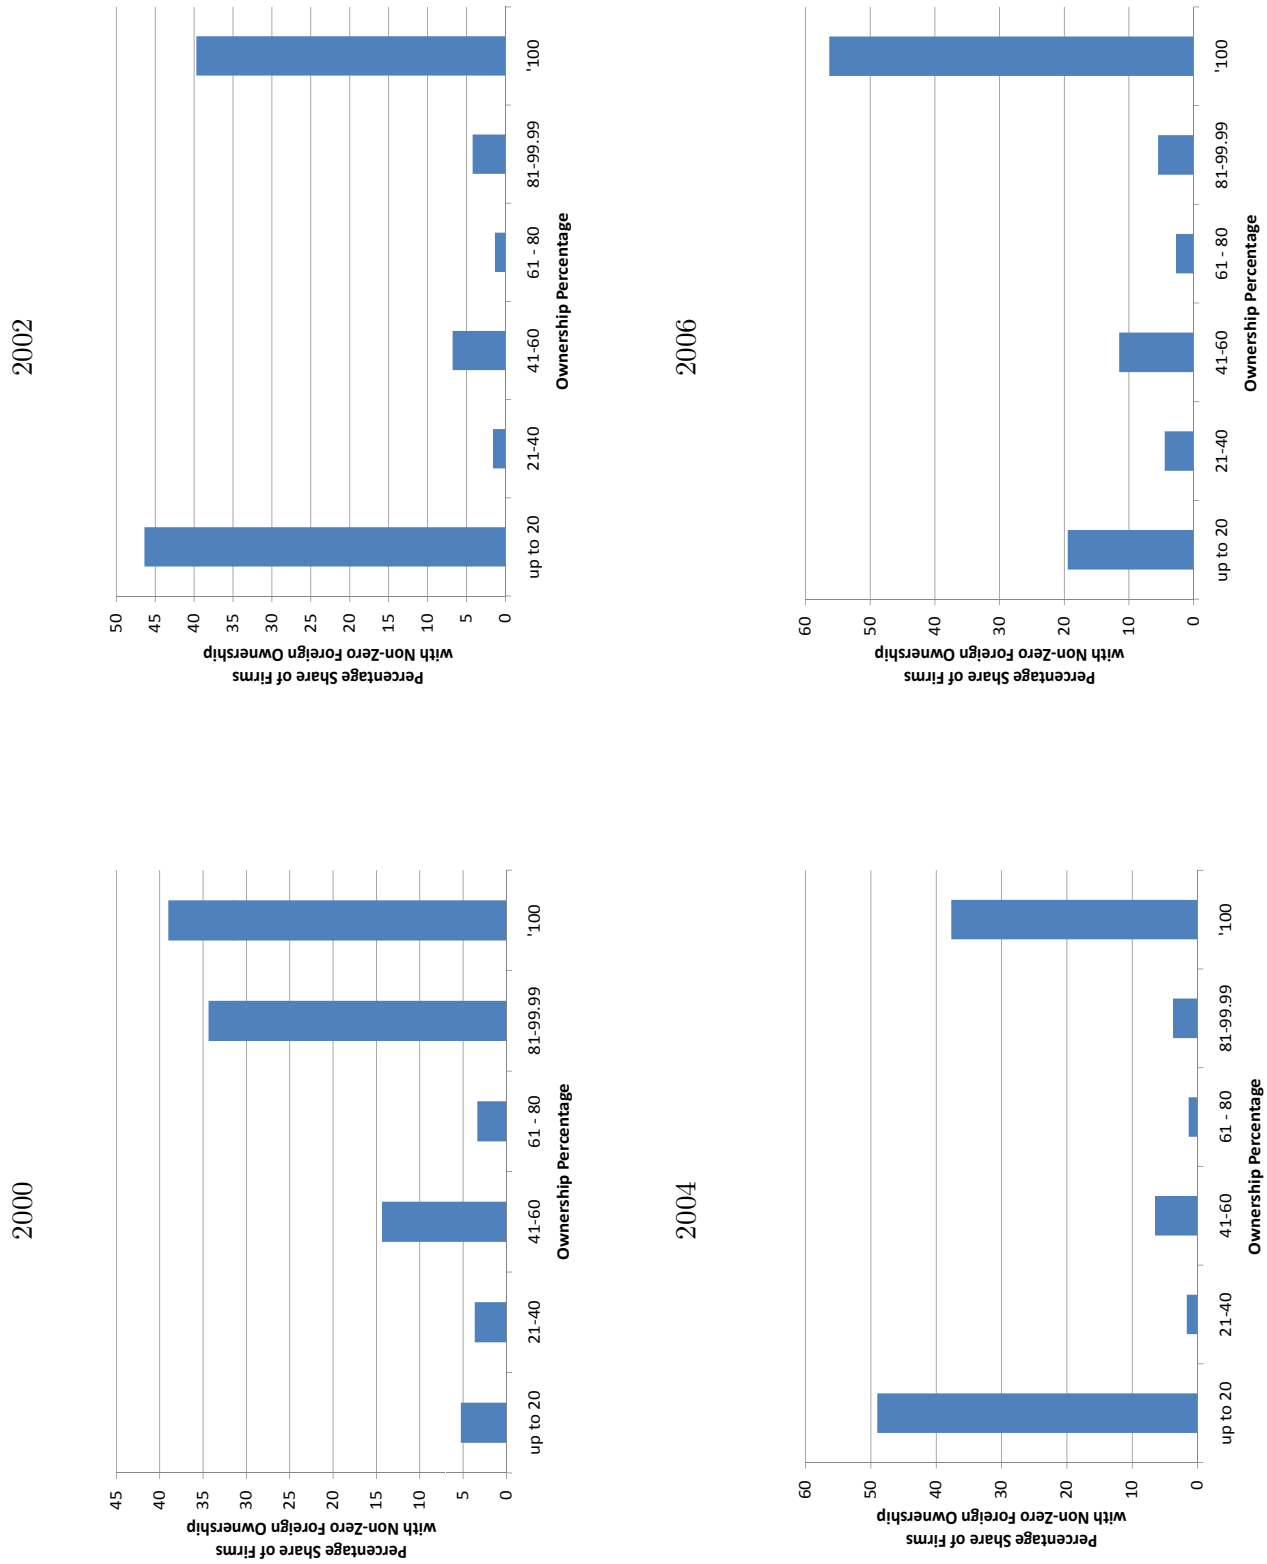 2000
Percentage Share of Firms
with Non-Zero Foreign Ownership
45
40
35
30
25
20
15
10
5
0
up to 20
21-40
41-60
61 - 80
81-99.99
'100
Ownership Percentage
2002
Percentage Share of Firms
with Non-Zero Foreign Ownership
50
45
40
35
30
25
20
15
10
5
0
up to 20
21-40
41-60
61 - 80
81-99.99
'100
Ownership Percentage
2004
Percentage Share of Firms
with Non-Zero Foreign Ownership
60
50
40
30
20
10
0
up to 20
21-40
41-60
61 - 80
81-99.99
'100
Ownership Percentage
2006
Percentage Share of Firms
with Non-Zero Foreign Ownership
60
50
40
30
20
10
0
up to 20
21-40
41-60
61 - 80
81-99.99
'100
Ownership Percentage